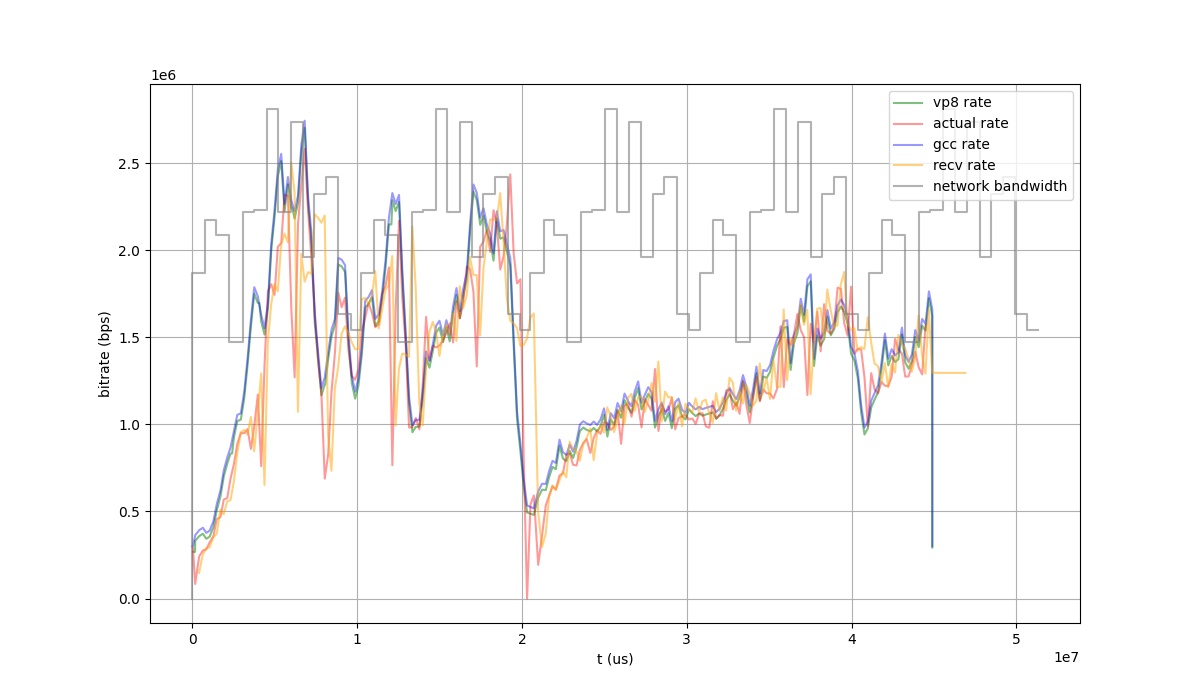 1e6
vp8 rate
actual rate
gcc rate
recv rate
network bandwidth
bitrate (bps)
2.5
2.0
1.5
1.0
0.5
0.0
0
1
2
3
4
5
t (us)
1e7